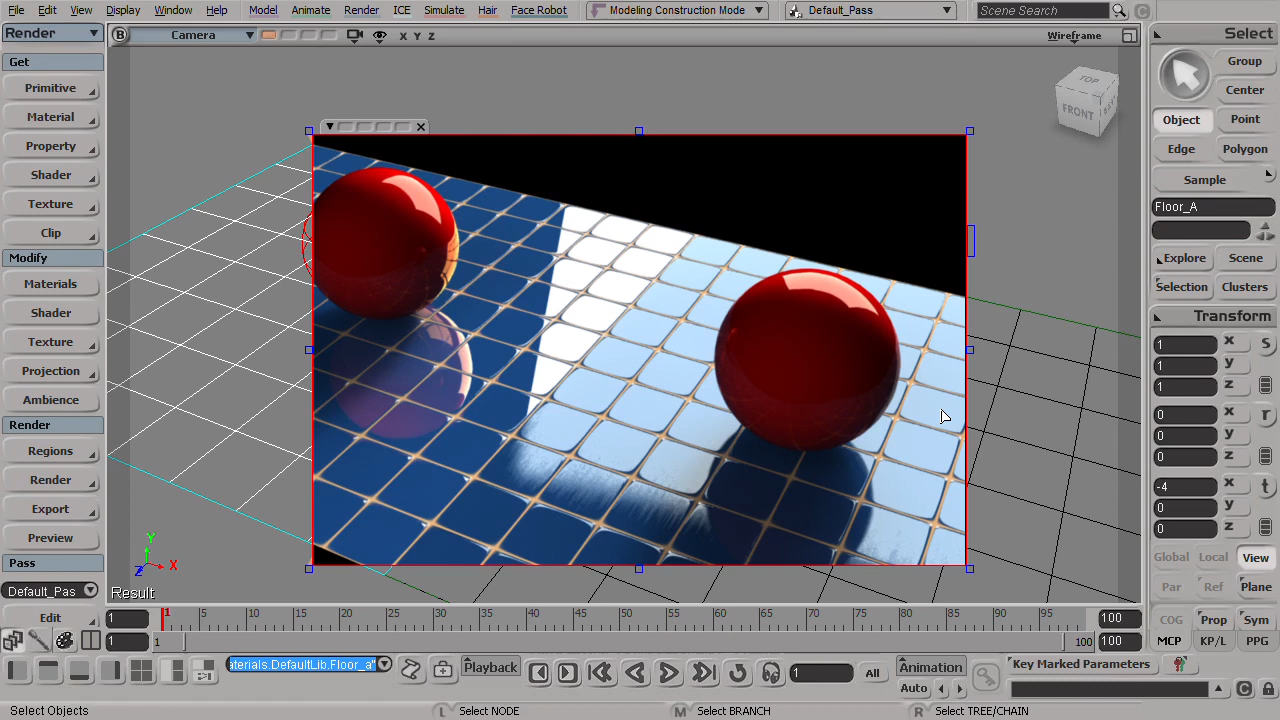 File Edit View Display Window Help Model Animate Render ICE Simulate Hair Face Robot Modeling Construction Mode Default_Pass Scene Search
Render B Camera X Y Z Wireframe Select
Get
Primitive
Material
Property
Shader
Texture
Clip
Modify
Materials
Shader
Texture
Projection
Ambience
Render
Regions
Render
Export
Preview
Pass
Default_Pas
Edit
TOP
FRONT
Y
X
Z
Result
Group
Center
Object Point
Edge Polygon
Sample
Floor_A
Explore Scene
Selection Clusters
Transform
1 x s
1 y
1 z
0 x r
0 y
0 z
-4 x t
0 y
0 z
Global Local View
Par Ref Plane
COG Prop Sym
MCP KP/L PPG
1 1 5 10 15 20 25 30 35 40 45 50 55 60 65 70 75 80 85 90 95 100
1 1 100 100
aterials.DefaultLib.Floor_a" Playback 1 All Animation Key Marked Parameters
Auto
Select Objects L Select NODE M Select BRANCH R Select TREE/CHAIN